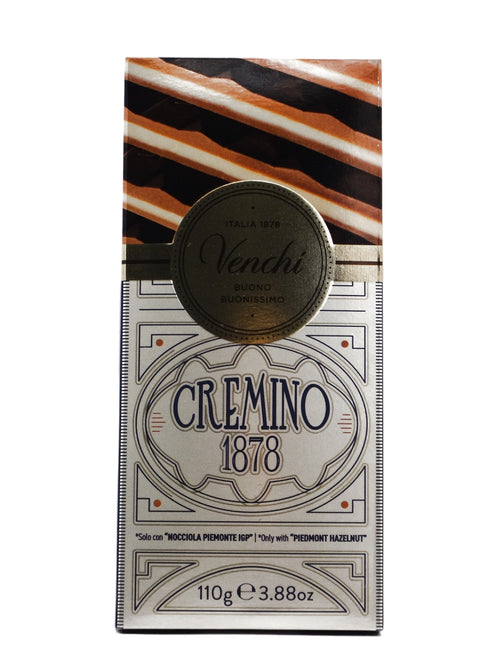 ITALIA 1878
Venchi
BUONO
BUONISSIMO
CREMINO
1878
*Solo con "NOCCIOLA PIEMONTE IGP" | *Only with "PIEDMONT HAZELNUT"
110g ℮ 3.88oz